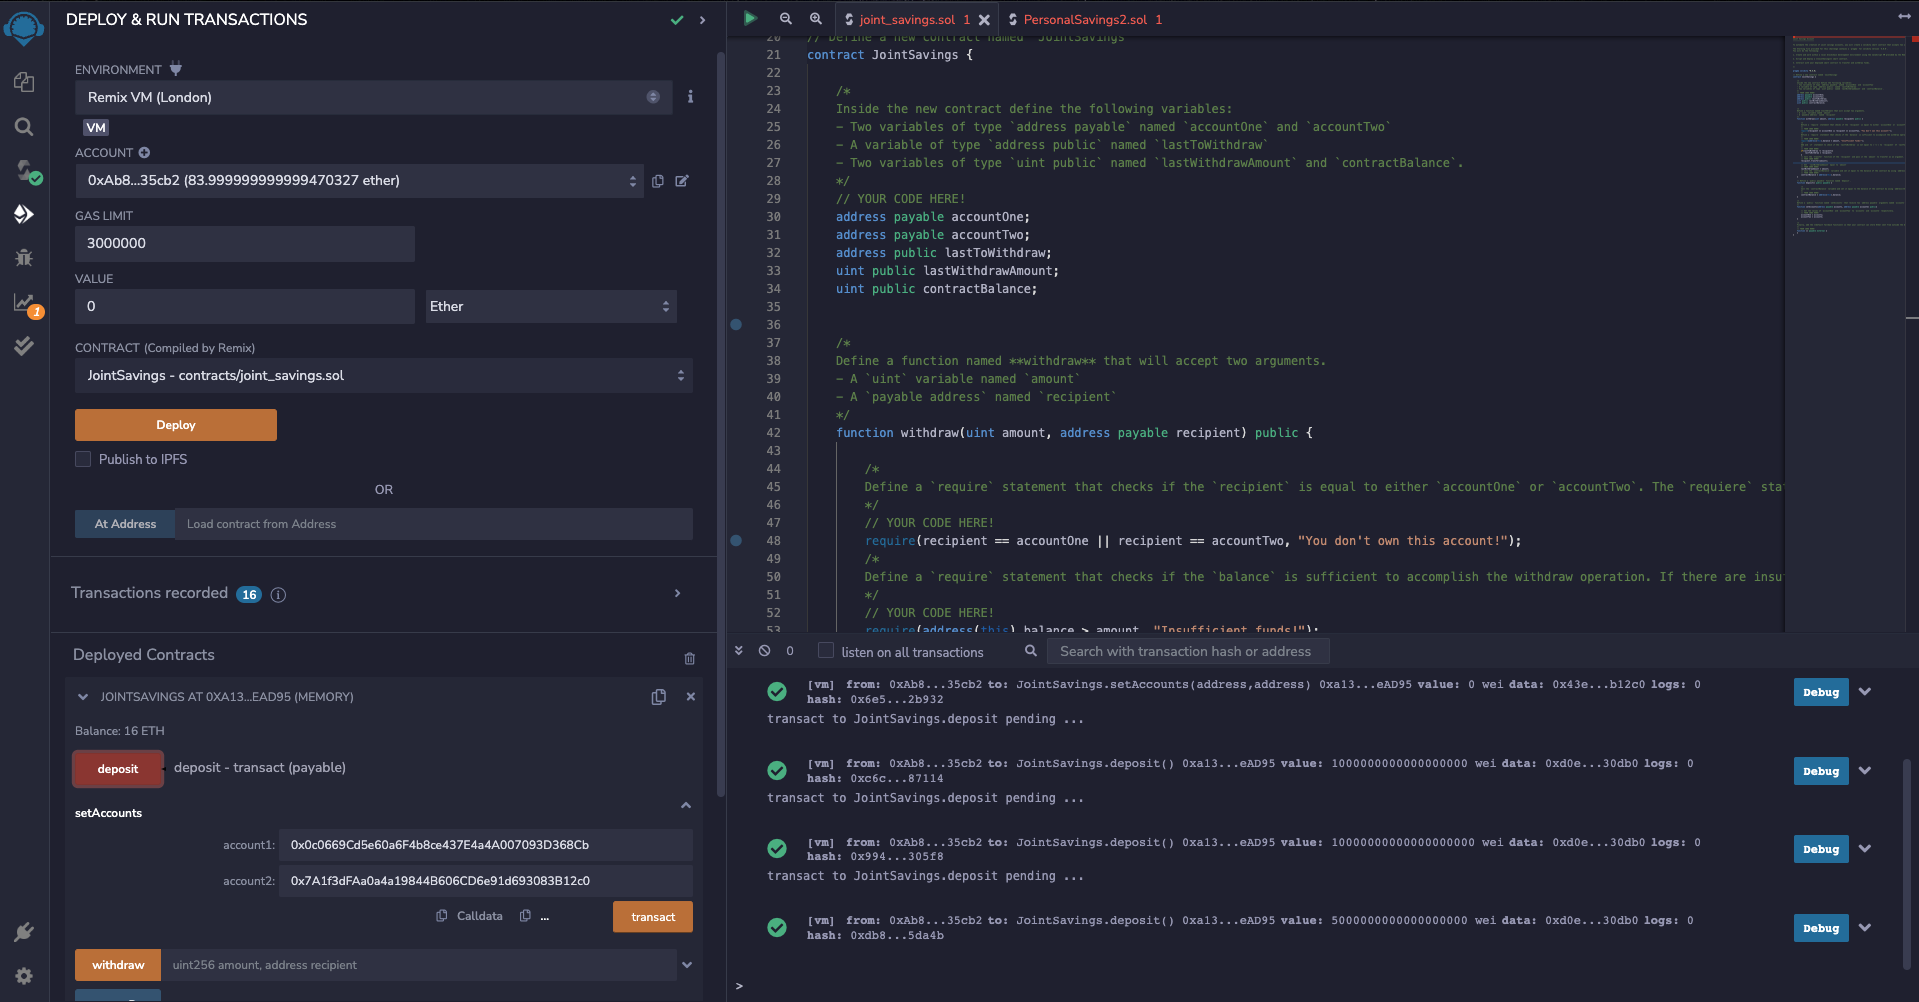 DEPLOY & RUN TRANSACTIONS
ENVIRONMENT
Remix VM (London)
VM
ACCOUNT
0xAb8...35cb2 (83.999999999999470327 ether)
GAS LIMIT
3000000
VALUE
0
Ether
CONTRACT (Compiled by Remix)
JointSavings - contracts/joint_savings.sol
Deploy
Publish to IPFS
OR
At Address
Load contract from Address
Transactions recorded 16
Deployed Contracts
JOINTSAVINGS AT 0XA13...EAD95 (MEMORY)
Balance: 16 ETH
deposit
deposit - transact (payable)
setAccounts
account1: 0x0c0669Cd5e60a6F4b8ce437E4a4A007093D368Cb
account2: 0x7A1f3dFAa0a4a19844B606CD6e91d693083B12c0
Calldata
...
transact
withdraw
uint256 amount, address recipient
1
joint_savings.sol 1
PersonalSavings2.sol 1
20 // Define a new contract named `JointSavings`
21 contract JointSavings {
22
23 /*
24 Inside the new contract define the following variables:
25 - Two variables of type `address payable` named `accountOne` and `accountTwo`
26 - A variable of type `address public` named `lastToWithdraw`
27 - Two variables of type `uint public` named `lastWithdrawAmount` and `contractBalance`.
28 */
29 // YOUR CODE HERE!
30 address payable accountOne;
31 address payable accountTwo;
32 address public lastToWithdraw;
33 uint public lastWithdrawAmount;
34 uint public contractBalance;
35
36
37 /*
38 Define a function named **withdraw** that will accept two arguments.
39 - A `uint` variable named `amount`
40 - A `payable address` named `recipient`
41 */
42 function withdraw(uint amount, address payable recipient) public {
43
44 /*
45 Define a `require` statement that checks if the `recipient` is equal to either `accountOne` or `accountTwo`. The `requiere` sta
46 */
47 // YOUR CODE HERE!
48 require(recipient == accountOne || recipient == accountTwo, "You don't own this account!");
49 /*
50 Define a `require` statement that checks if the `balance` is sufficient to accomplish the withdraw operation. If there are insu
51 */
52 // YOUR CODE HERE!
53 require(address(this).balance > amount, "Insufficient funds!");
0
listen on all transactions
Search with transaction hash or address
[vm] from: 0xAb8...35cb2 to: JointSavings.setAccounts(address,address) 0xa13...eAD95 value: 0 wei data: 0x43e...b12c0 logs: 0
hash: 0x6e5...2b932
Debug
transact to JointSavings.deposit pending ...
[vm] from: 0xAb8...35cb2 to: JointSavings.deposit() 0xa13...eAD95 value: 1000000000000000000 wei data: 0xd0e...30db0 logs: 0
hash: 0xc6c...87114
Debug
transact to JointSavings.deposit pending ...
[vm] from: 0xAb8...35cb2 to: JointSavings.deposit() 0xa13...eAD95 value: 10000000000000000000 wei data: 0xd0e...30db0 logs: 0
hash: 0x994...305f8
Debug
transact to JointSavings.deposit pending ...
[vm] from: 0xAb8...35cb2 to: JointSavings.deposit() 0xa13...eAD95 value: 5000000000000000000 wei data: 0xd0e...30db0 logs: 0
hash: 0xdb8...5da4b
Debug
>